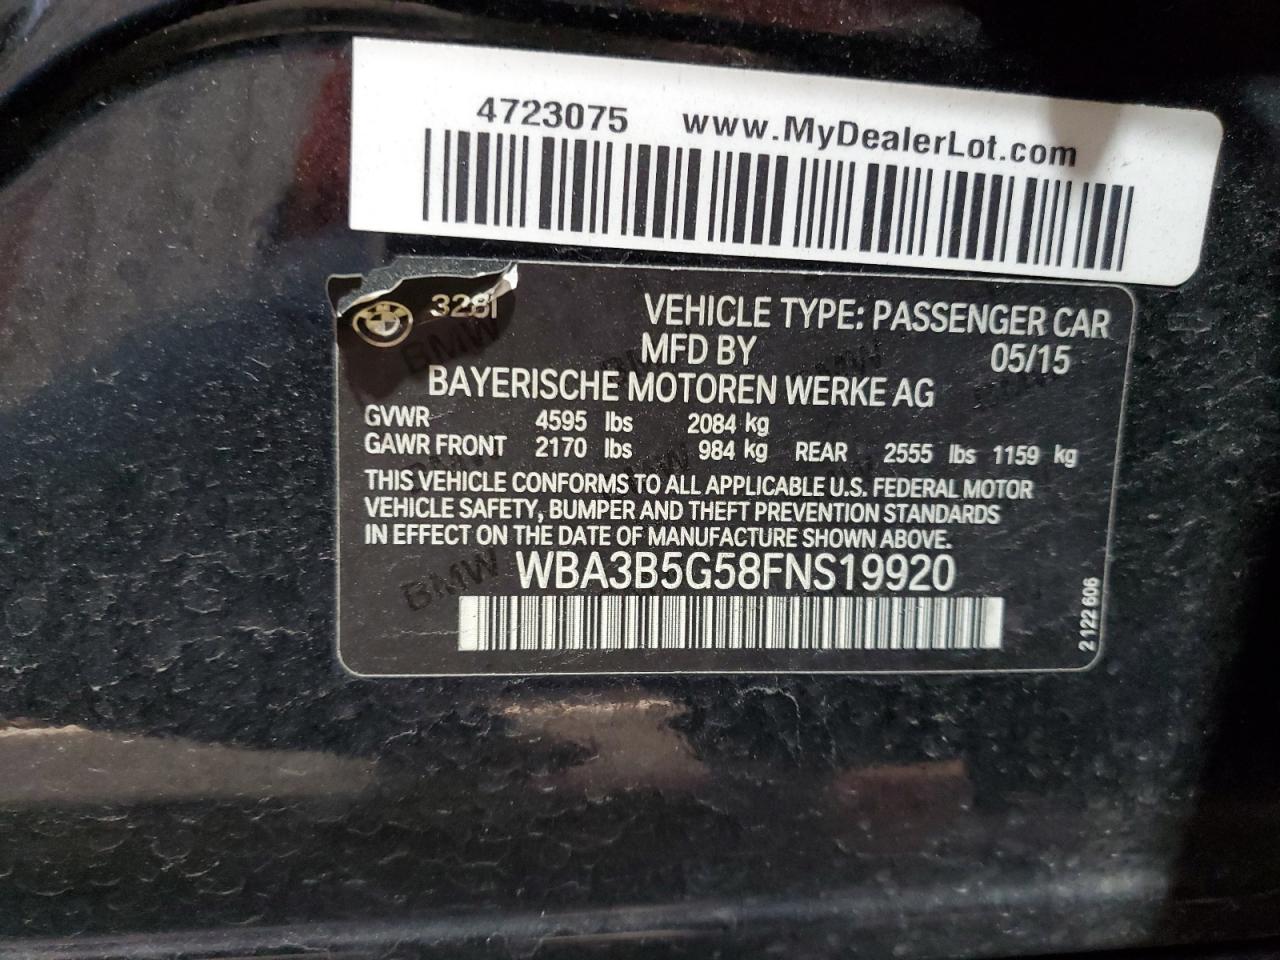 4723075 www.MyDealerLot.com
328i VEHICLE TYPE: PASSENGER CAR
MFD BY 05/15
BAYERISCHE MOTOREN WERKE AG
GVWR 4595 lbs 2084 kg
GAWR FRONT 2170 lbs 984 kg REAR 2555 lbs 1159 kg
THIS VEHICLE CONFORMS TO ALL APPLICABLE U.S. FEDERAL MOTOR
VEHICLE SAFETY, BUMPER AND THEFT PREVENTION STANDARDS
IN EFFECT ON THE DATE OF MANUFACTURE SHOWN ABOVE.
WBA3B5G58FNS19920
2 122 606